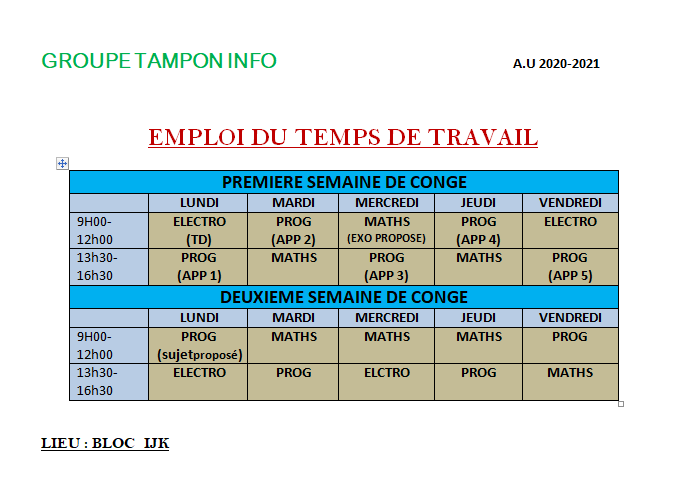 GROUPE TAMPON INFO
A.U 2020-2021
EMPLOI DU TEMPS DE TRAVAIL
PREMIERE SEMAINE DE CONGE
LUNDI MARDI MERCREDI JEUDI VENDREDI
9H00- ELECTRO PROG MATHS PROG ELECTRO
12h00 (TD) (APP 2) (EXO PROPOSE) (APP 4)
13h30- PROG MATHS PROG MATHS PROG
16h30 (APP 1) (APP 3) (APP 5)
DEUXIEME SEMAINE DE CONGE
LUNDI MARDI MERCREDI JEUDI VENDREDI
9H00- PROG MATHS MATHS MATHS PROG
12h00 (sujetproposé)
13h30- ELECTRO PROG ELCTRO PROG MATHS
16h30
LIEU : BLOC IJK